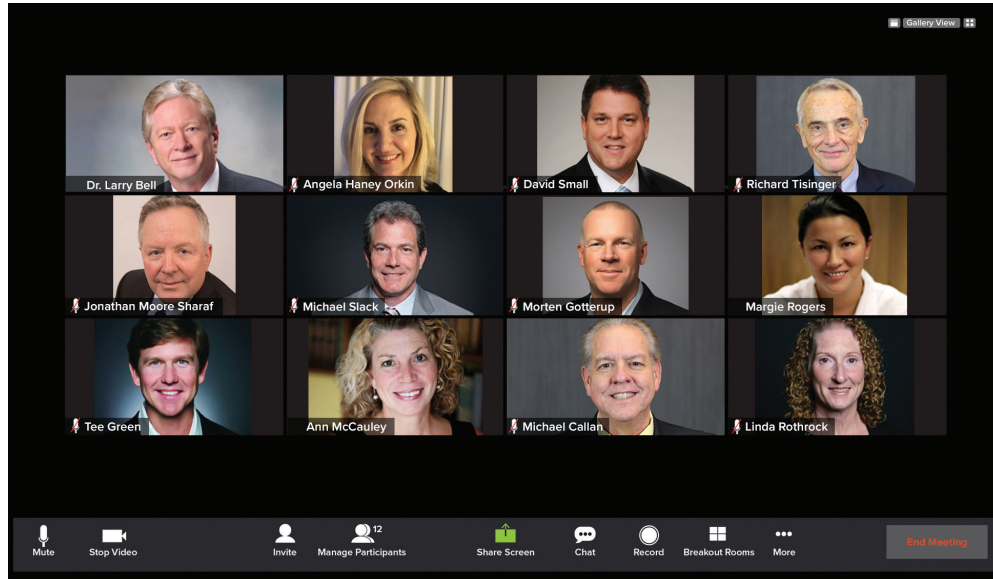 Gallery View
Dr. Larry Bell
Angela Haney Orkin
David Small
Richard Tisinger
Jonathan Moore Sharaf
Michael Slack
Morten Gotterup
Margie Rogers
Tee Green
Ann McCauley
Michael Callan
Linda Rothrock
12
Mute
Stop Video
Invite
Manage Participants
Share Screen
Chat
Record
Breakout Rooms
More
End Meeting